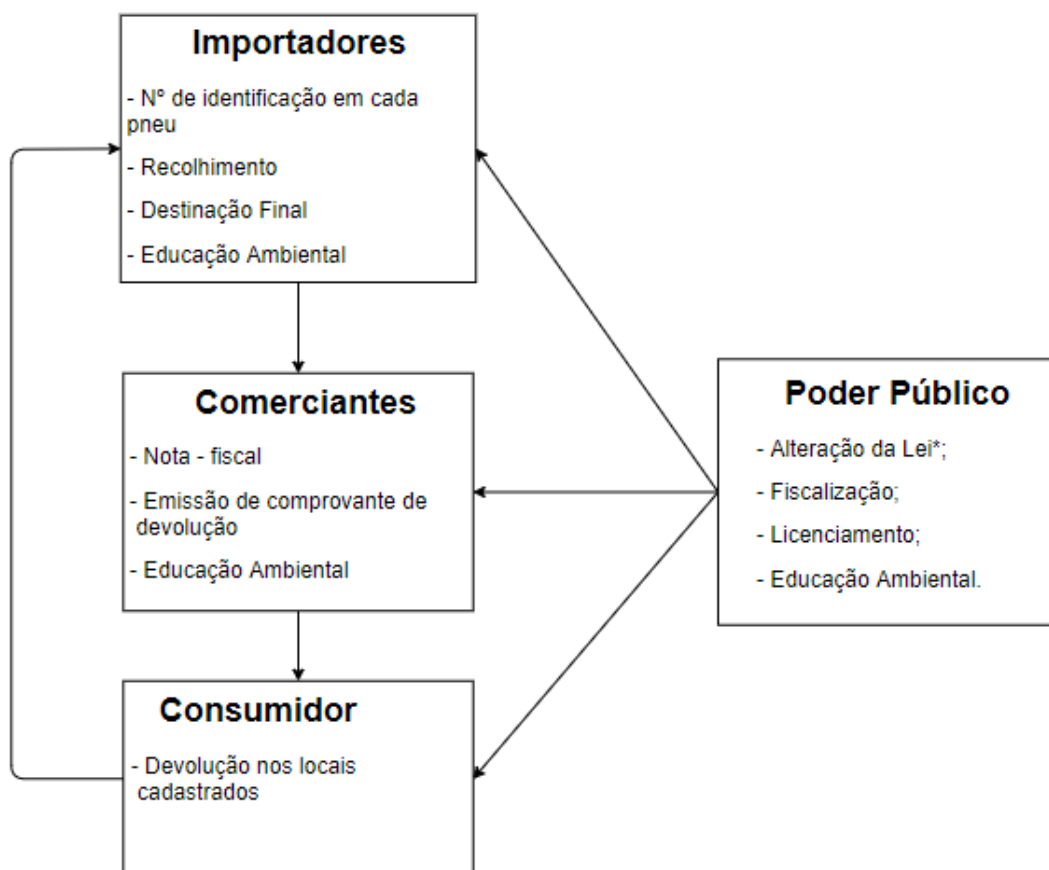 Importadores
- Nº de identificação em cada
pneu
- Recolhimento
- Destinação Final
- Educação Ambiental
Comerciantes
- Nota - fiscal
- Emissão de comprovante de
devolução
- Educação Ambiental
Consumidor
- Devolução nos locais
cadastrados
Poder Público
- Alteração da Lei*;
- Fiscalização;
- Licenciamento;
- Educação Ambiental.